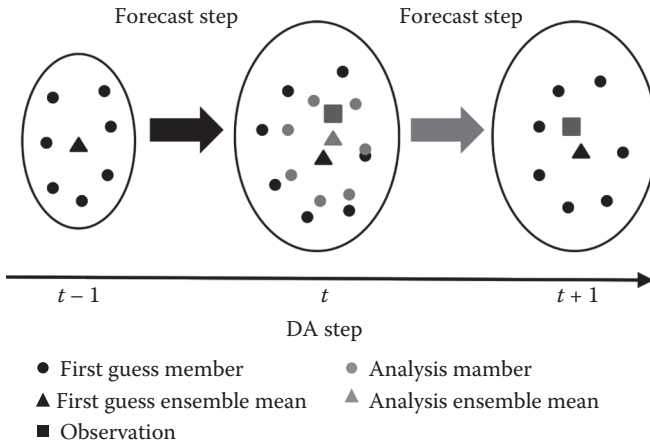 Forecast step Forecast step
t – 1 t t + 1
DA step
First guess member Analysis mamber
First guess ensemble mean Analysis ensemble mean
Observation